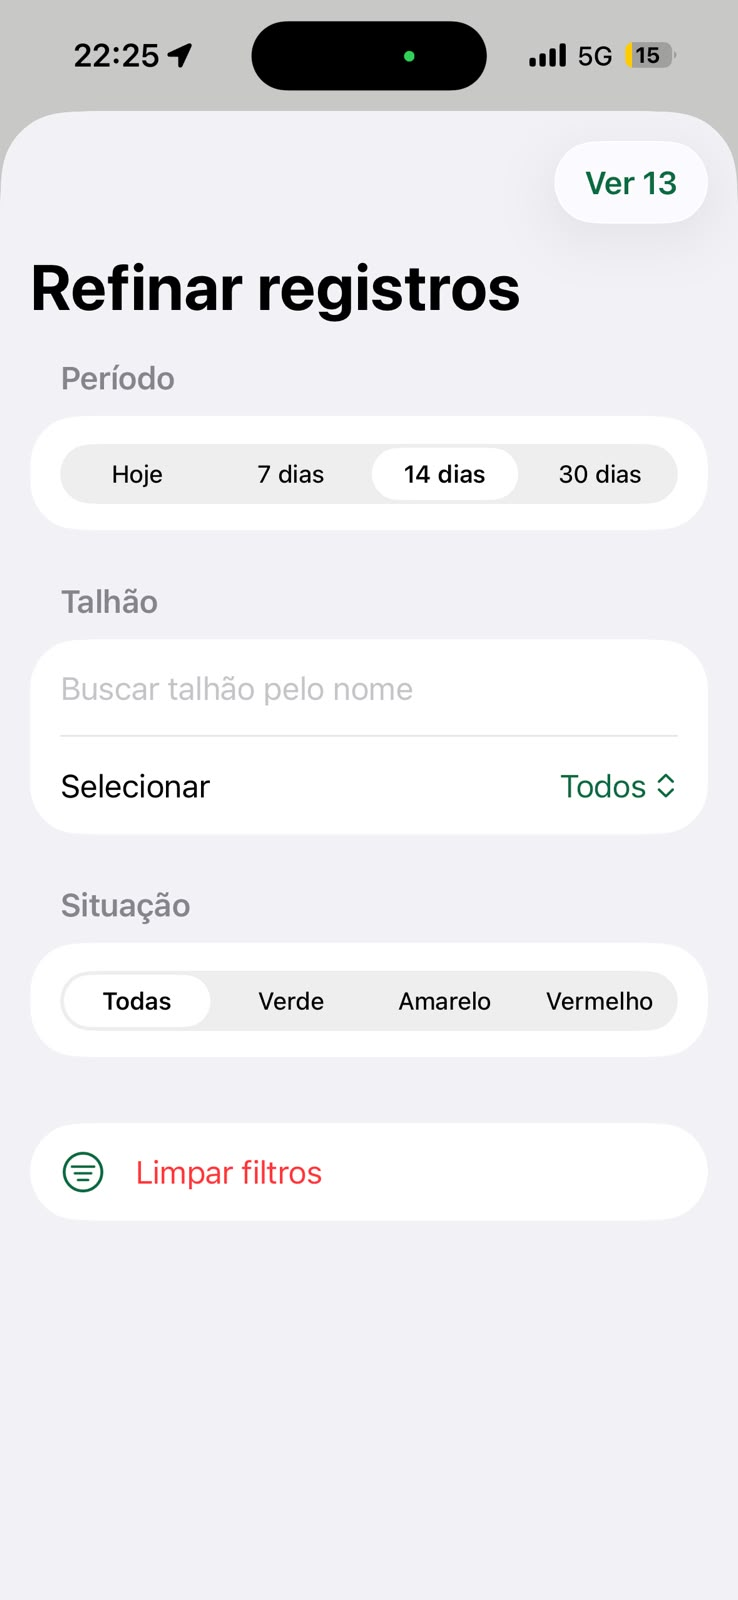 22:25 5G 15
Ver 13
Refinar registros
Período
Hoje 7 dias 14 dias 30 dias
Talhão
Buscar talhão pelo nome
Selecionar Todos
Situação
Todas Verde Amarelo Vermelho
Limpar filtros